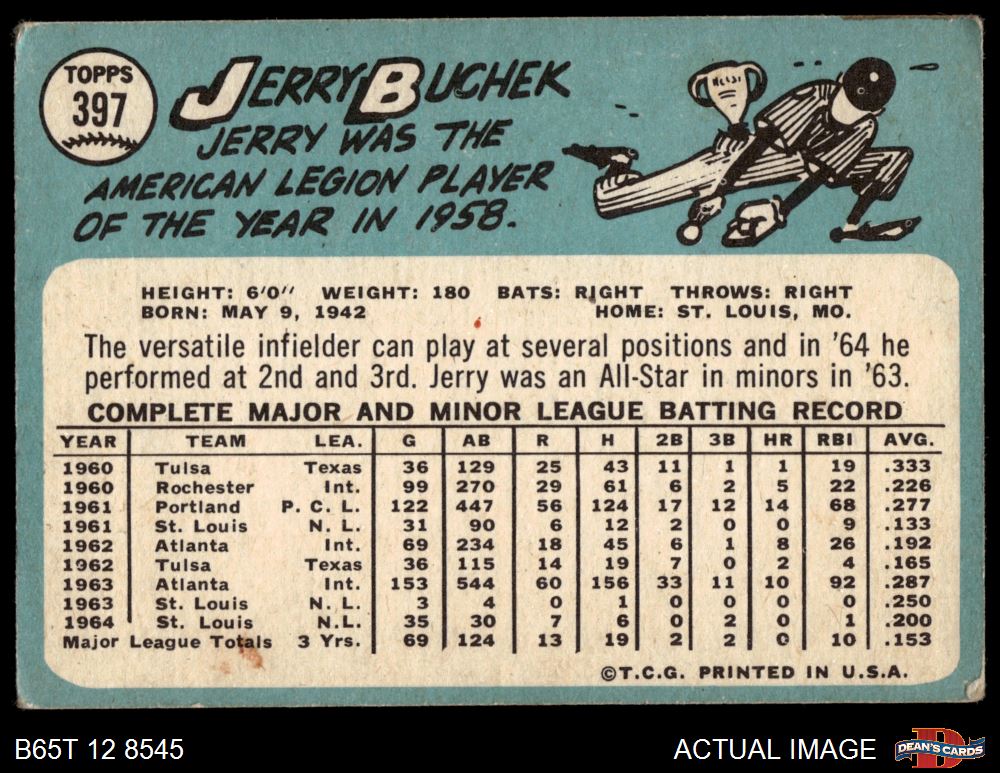 TOPPS
397
JERRY BUCHEK
JERRY WAS THE
AMERICAN LEGION PLAYER
OF THE YEAR IN 1958.
HEIGHT: 6'0" WEIGHT: 180 BATS: RIGHT THROWS: RIGHT
BORN: MAY 9, 1942 HOME: ST. LOUIS, MO.
The versatile infielder can play at several positions and in '64 he
performed at 2nd and 3rd. Jerry was an All-Star in minors in '63.
COMPLETE MAJOR AND MINOR LEAGUE BATTING RECORD
YEAR TEAM LEA. G AB R H 2B 3B HR RBI AVG.
1960 Tulsa Texas 36 129 25 43 11 1 1 19 .333
1960 Rochester Int. 99 270 29 61 6 2 5 22 .226
1961 Portland P. C. L. 122 447 56 124 17 12 14 68 .277
1961 St. Louis N. L. 31 90 6 12 2 0 0 9 .133
1962 Atlanta Int. 69 234 18 45 6 1 8 26 .192
1962 Tulsa Texas 36 115 14 19 7 0 2 4 .165
1963 Atlanta Int. 153 544 60 156 33 11 10 92 .287
1963 St. Louis N. L. 3 4 0 1 0 0 0 0 .250
1964 St. Louis N.L. 35 30 7 6 0 2 0 1 .200
Major League Totals 3 Yrs. 69 124 13 19 2 2 0 10 .153
©T.C.G. PRINTED IN U.S.A.
B65T 12 8545 ACTUAL IMAGE
DEAN'S CARDS